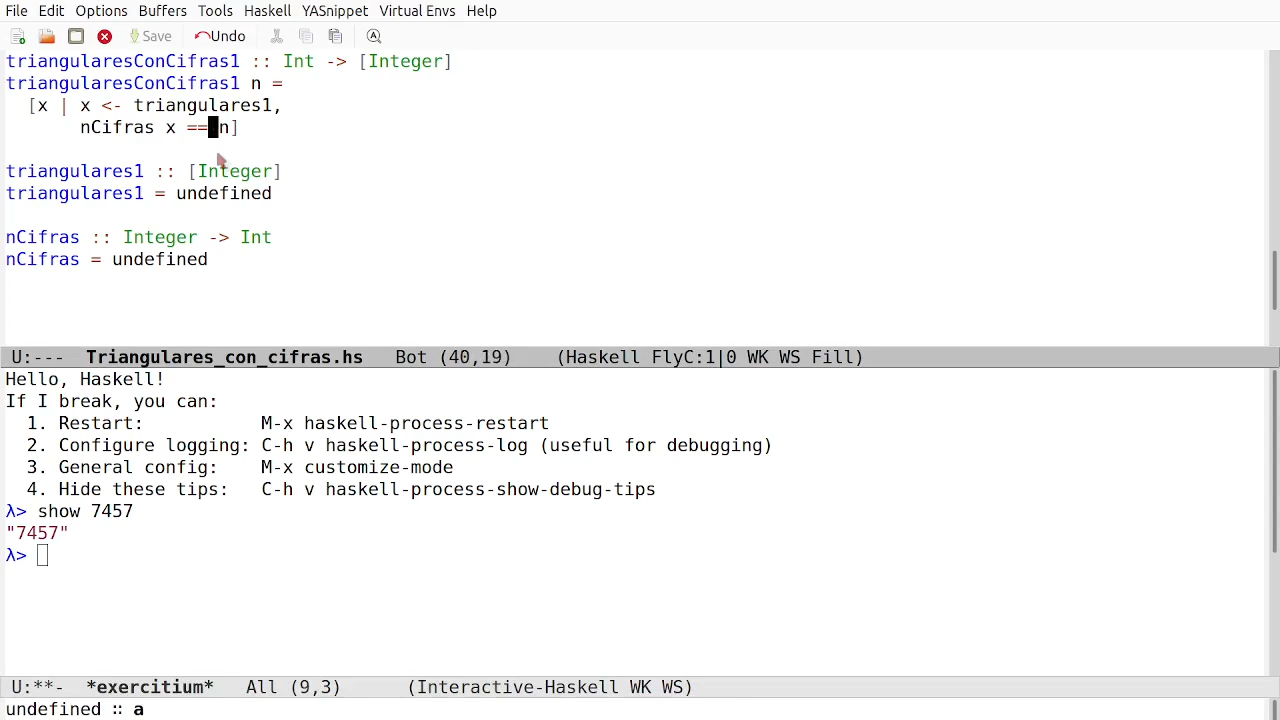 File Edit Options Buffers Tools Haskell YASnippet Virtual Envs Help
Save Undo
triangularesConCifras1 :: Int -> [Integer]
triangularesConCifras1 n =
  [x | x <- triangulares1,
       nCifras x == n]
triangulares1 :: [Integer]
triangulares1 = undefined
nCifras :: Integer -> Int
nCifras = undefined
U:--- Triangulares_con_cifras.hs Bot (40,19) (Haskell FlyC:1|0 WK WS Fill)
Hello, Haskell!
If I break, you can:
  1. Restart:           M-x haskell-process-restart
  2. Configure logging: C-h v haskell-process-log (useful for debugging)
  3. General config:    M-x customize-mode
  4. Hide these tips:   C-h v haskell-process-show-debug-tips
λ> show 7457
"7457"
λ>
U:**- *exercitium* All (9,3) (Interactive-Haskell WK WS)
undefined :: a